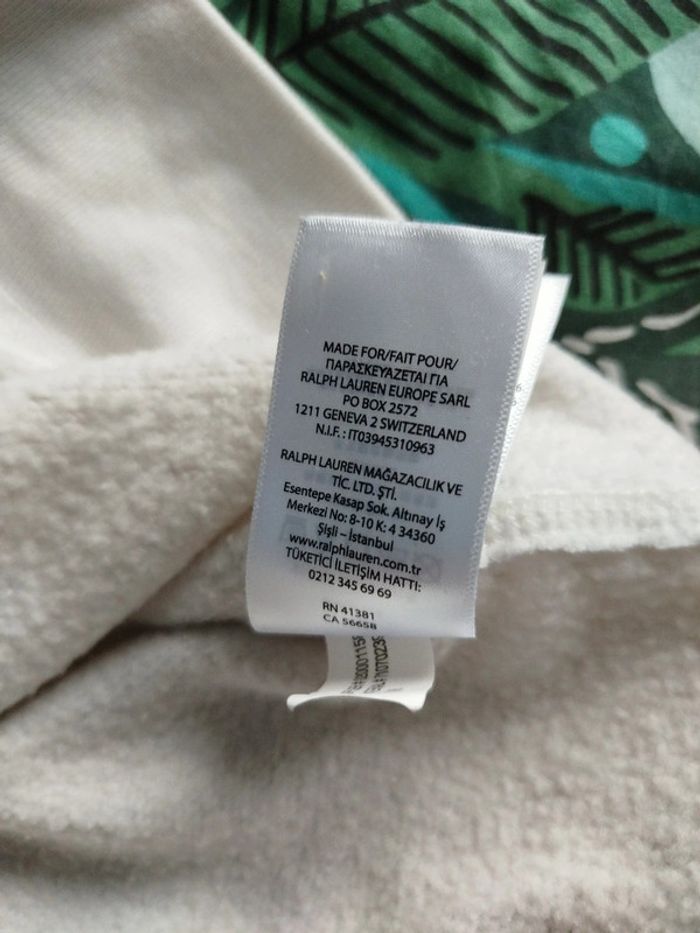 MADE FOR/FAIT POUR/
ΠΑΡΑΣΚΕΥΑΖΕΤΑΙ ΓΙΑ
RALPH LAUREN EUROPE SARL
PO BOX 2572
1211 GENEVA 2 SWITZERLAND
N.I.F. : IT03945310963
RALPH LAUREN MAĞAZACILIK VE
TİC. LTD. ŞTİ.
Esentepe Kasap Sok. Altınay İş
Merkezi No: 8-10 K: 4 34360
Şişli – İstanbul
www.ralphlauren.com.tr
TÜKETİCİ İLETİŞİM HATTI:
0212 345 69 69
RN 41381
CA 56658